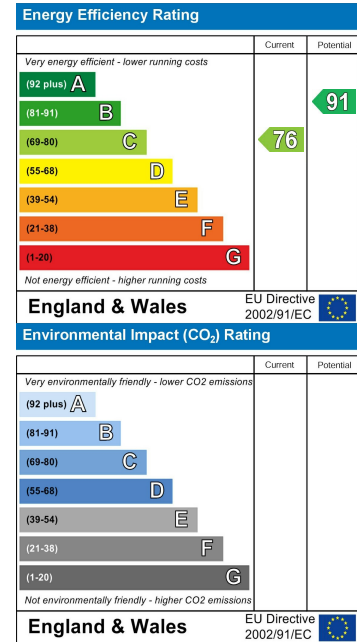 Energy Efficiency Rating
Current Potential
Very energy efficient - lower running costs
(92 plus) A
(81-91) B
(69-80) C
(55-68) D
(39-54) E
(21-38) F
(1-20) G
76
91
Not energy efficient - higher running costs
England & Wales
EU Directive
2002/91/EC
Environmental Impact (CO₂) Rating
Current Potential
Very environmentally friendly - lower CO2 emissions
(92 plus) A
(81-91) B
(69-80) C
(55-68) D
(39-54) E
(21-38) F
(1-20) G
Not environmentally friendly - higher CO2 emissions
England & Wales
EU Directive
2002/91/EC